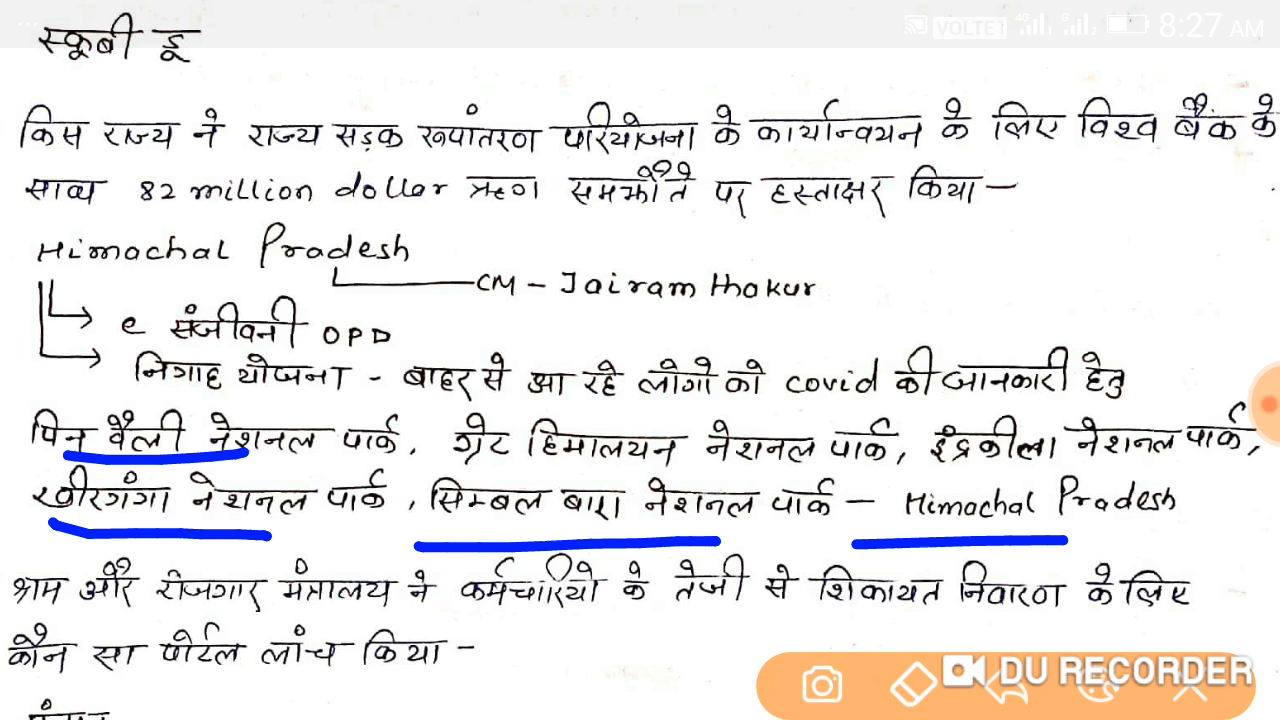 VOLTE1 4G 8:27 AM
स्कूबी डू
किस राज्य ने राज्य सड़क रूपांतरण परियोजना के कार्यान्वयन के लिए विश्व बैंक के
साथ 82 million dollar ऋण समझौते पर हस्ताक्षर किया –
Himachal Pradesh
CM – Jairam Thakur
e संजीवनी OPD
निगाह योजना - बाहर से आ रहे लोगो को covid की जानकारी हेतु
पिन वैली नेशनल पार्क, ग्रेट हिमालयन नेशनल पार्क, इंद्रकीला नेशनल पार्क,
खीरगंगा नेशनल पार्क, सिम्बल बारा नेशनल पार्क – Himachal Pradesh
श्राम और रोजगार मंत्रालय ने कर्मचारियो के तेजी से शिकायत निवारण के लिए
कौन सा पोर्टल लांच किया –
DU RECORDER